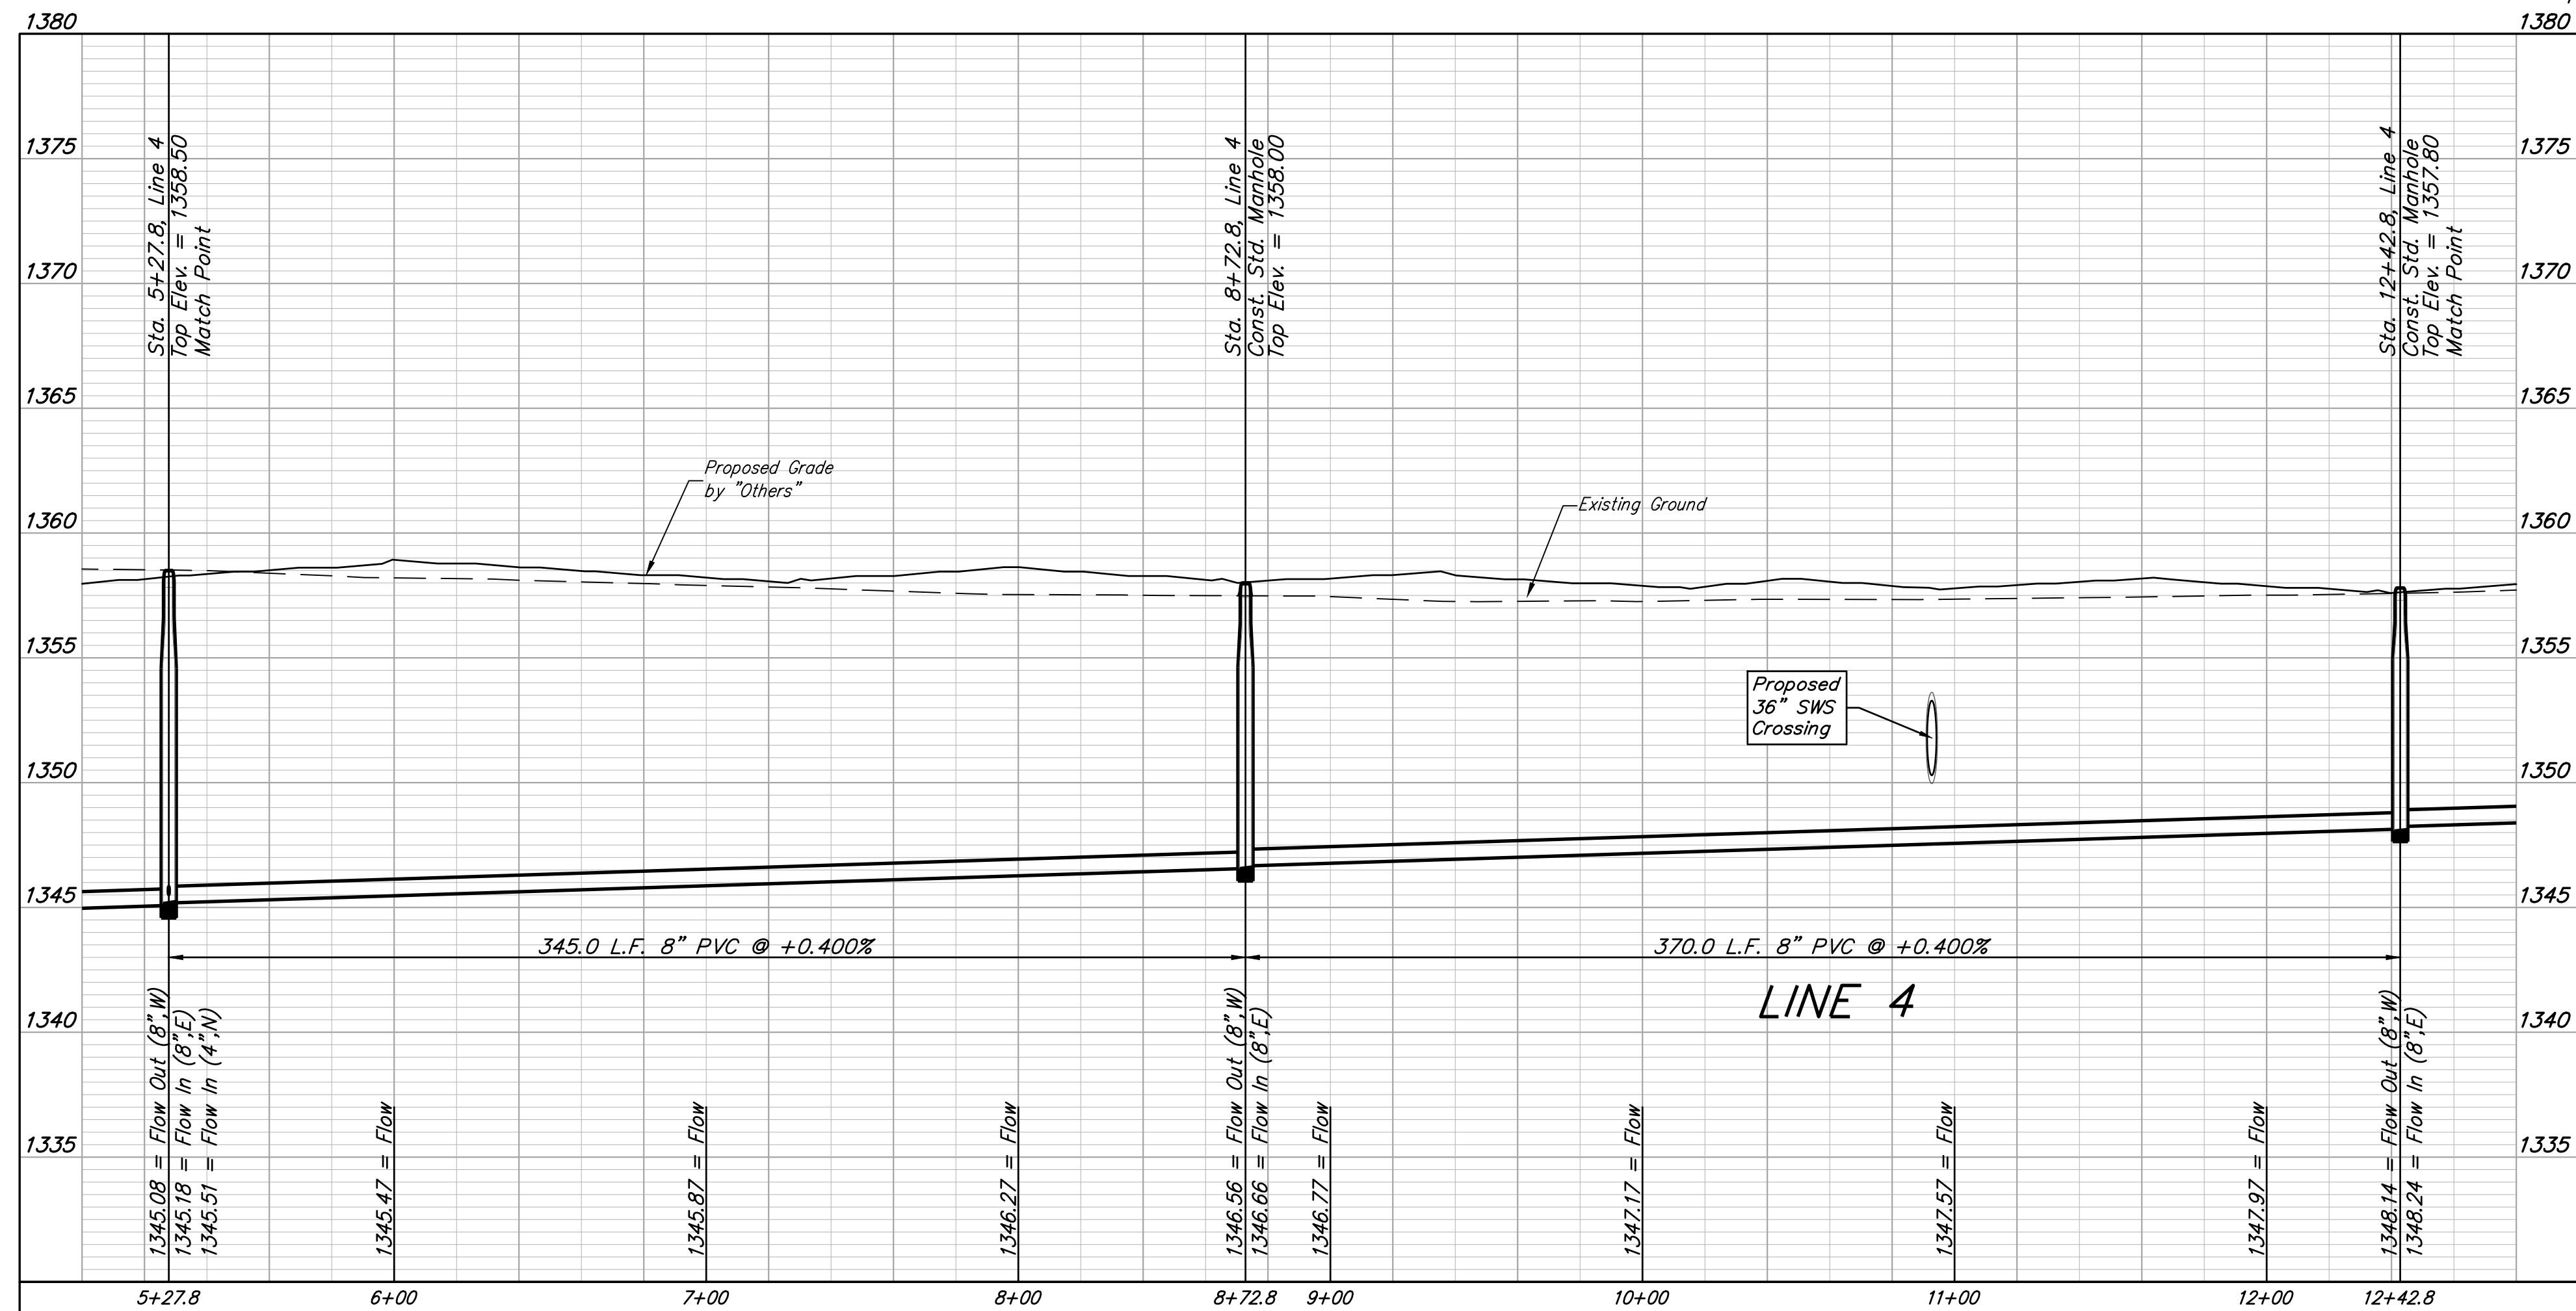 1380
1380
1375
1375
1370
1370
1365
1365
1360
1360
1355
1355
1350
1350
1345
1345
1340
1340
1335
1335
Sta. 5+27.8, Line 4
Top Elev. = 1358.50
Match Point
Sta. 8+72.8, Line 4
Const. Std. Manhole
Top Elev. = 1358.00
Sta. 12+42.8, Line 4
Const. Std. Manhole
Top Elev. = 1357.80
Match Point
Proposed Grade
by "Others"
Existing Ground
Proposed
36" SWS
Crossing
345.0 L.F. 8" PVC @ +0.400%
370.0 L.F. 8" PVC @ +0.400%
LINE 4
1345.08 = Flow Out (8",W)
1345.18 = Flow In (8",E)
1345.51 = Flow In (4",N)
1345.47 = Flow
1345.87 = Flow
1346.27 = Flow
1346.56 = Flow Out (8",W)
1346.66 = Flow In (8",E)
1346.77 = Flow
1347.17 = Flow
1347.57 = Flow
1347.97 = Flow
1348.14 = Flow Out (8",W)
1348.24 = Flow In (8",E)
5+27.8
6+00
7+00
8+00
8+72.8
9+00
10+00
11+00
12+00
12+42.8